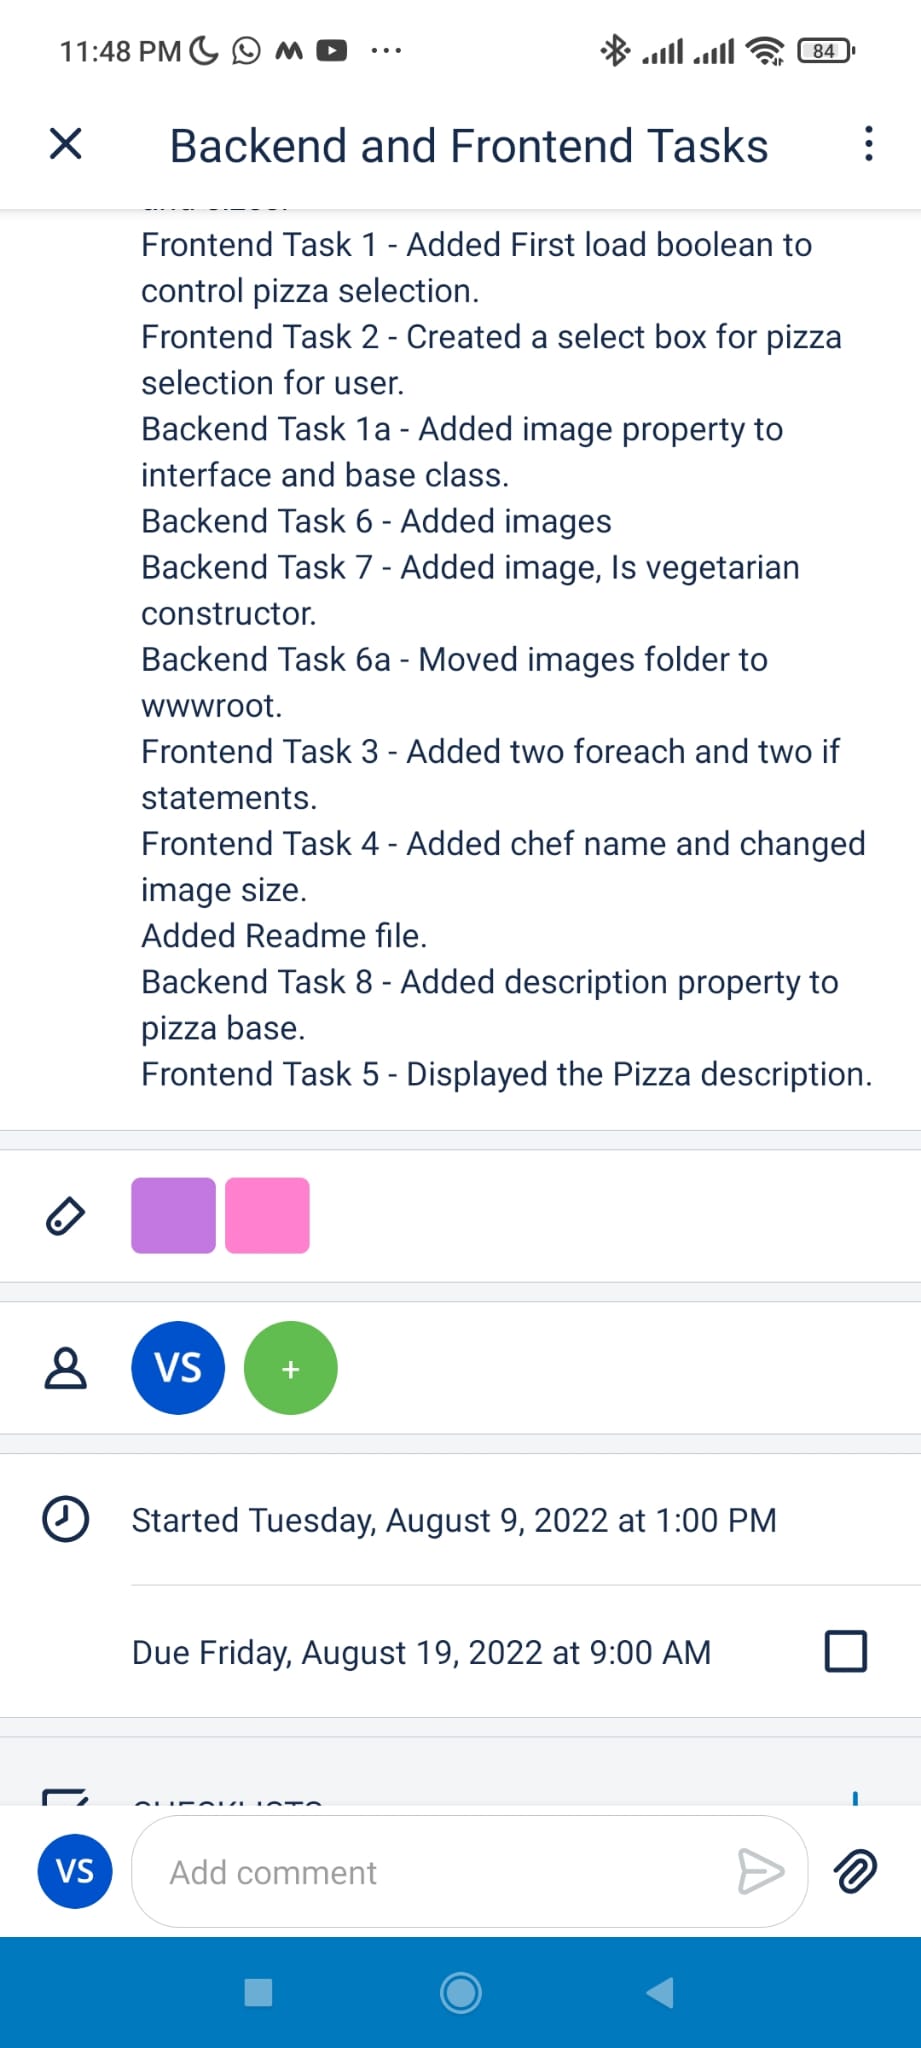 11:48 PM
84
Backend and Frontend Tasks
Frontend Task 1 - Added First load boolean to
control pizza selection.
Frontend Task 2 - Created a select box for pizza
selection for user.
Backend Task 1a - Added image property to
interface and base class.
Backend Task 6 - Added images
Backend Task 7 - Added image, Is vegetarian
constructor.
Backend Task 6a - Moved images folder to
wwwroot.
Frontend Task 3 - Added two foreach and two if
statements.
Frontend Task 4 - Added chef name and changed
image size.
Added Readme file.
Backend Task 8 - Added description property to
pizza base.
Frontend Task 5 - Displayed the Pizza description.
VS +
Started Tuesday, August 9, 2022 at 1:00 PM
Due Friday, August 19, 2022 at 9:00 AM
VS
Add comment